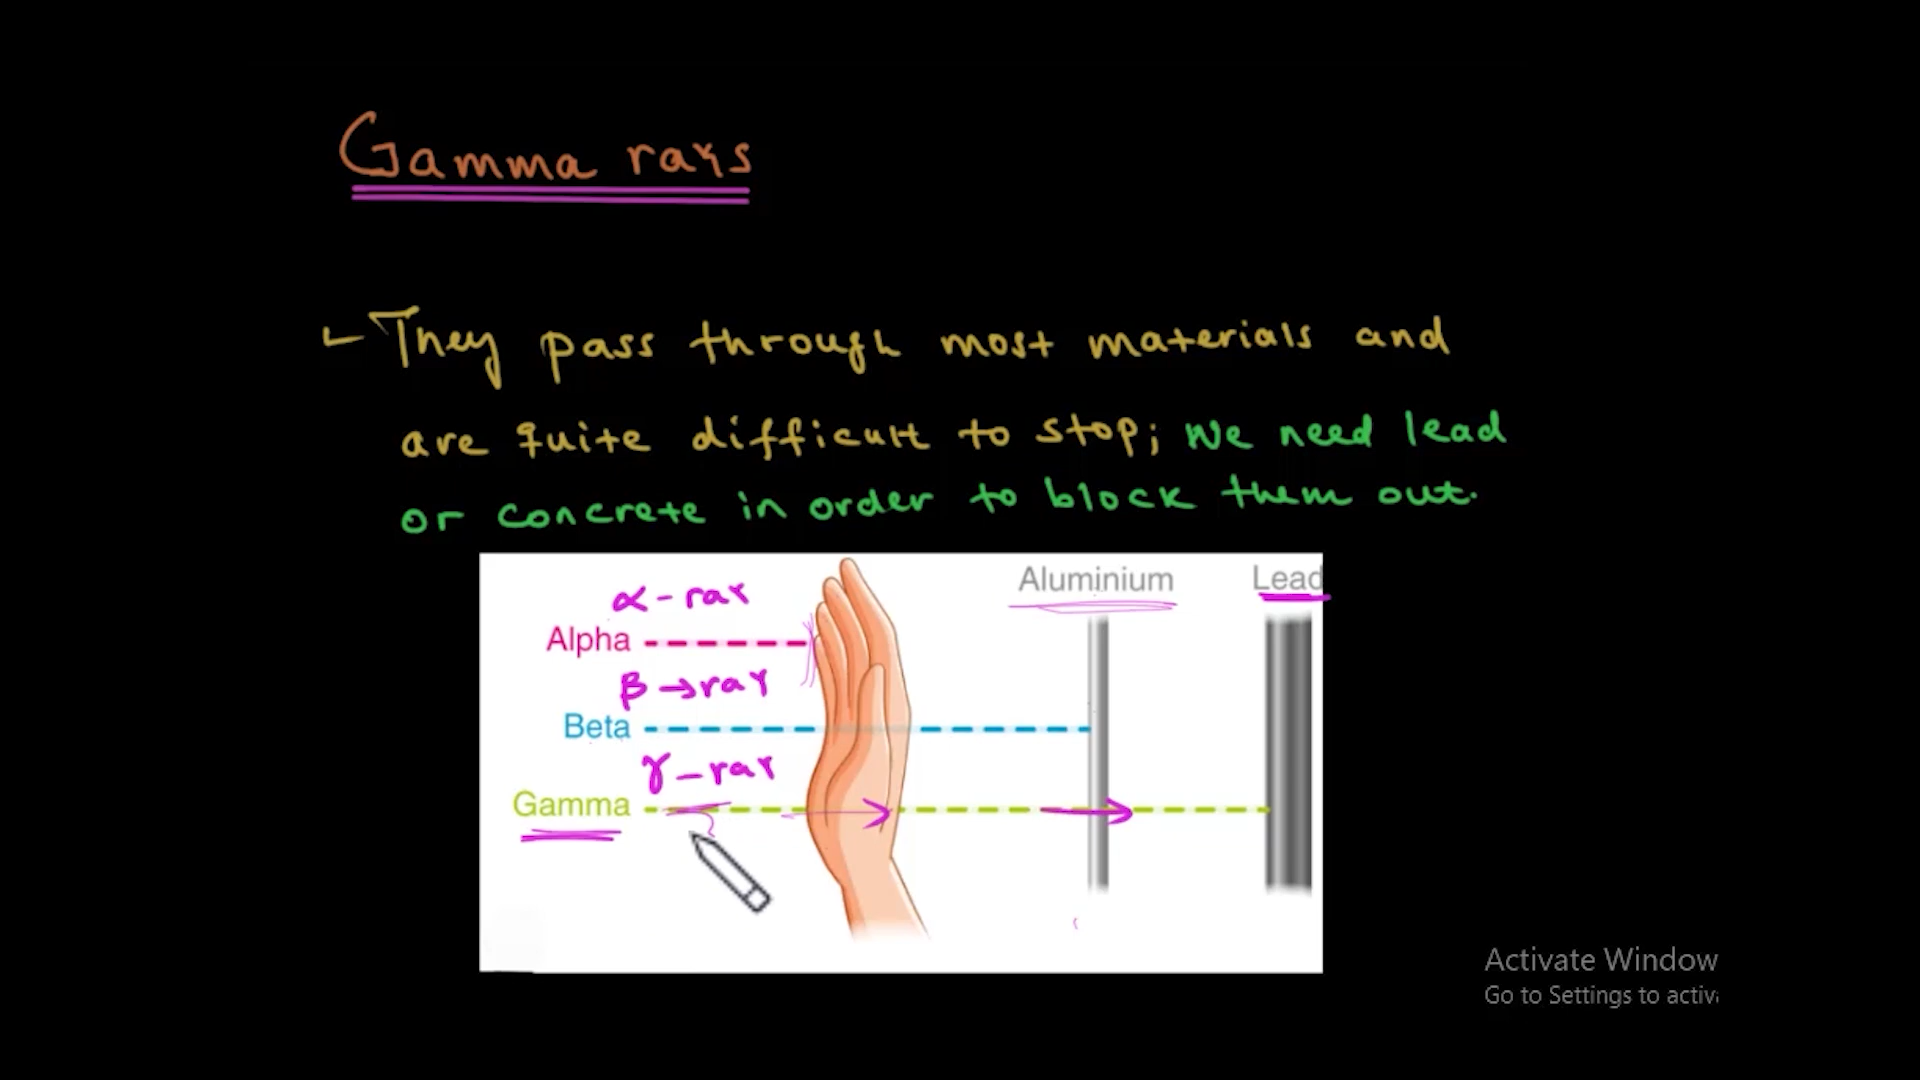 Gamma rays
They pass through most materials and
are quite difficult to stop; we need lead
or concrete in order to block them out.
Aluminium Lead
α-ray
Alpha
β→ray
Beta
γ-ray
Gamma
Activate Window
Go to Settings to activ